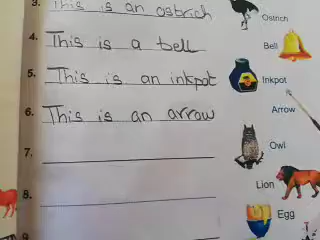 3. This is an ostrich
Ostrich
4. This is a bell
Bell
5. This is an inkpot
Inkpot
6. This is an arrow
Arrow
7.
Owl
Lion
8.
Egg
9